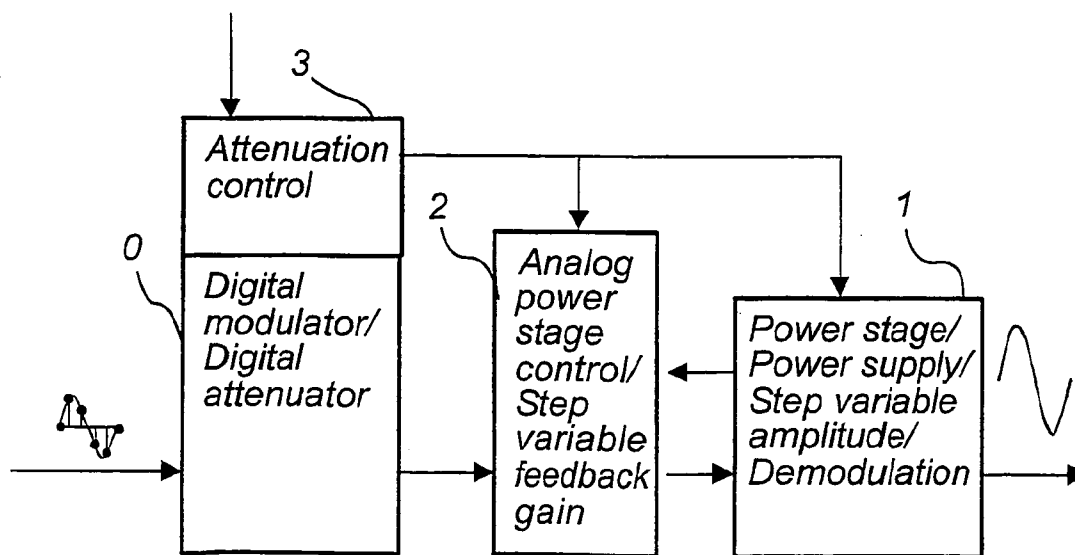 3
Attenuation
control
0
Digital
modulator/
Digital
attenuator
2
Analog
power
stage
control/
Step
variable
feedback
gain
1
Power stage/
Power supply/
Step variable
amplitude/
Demodulation